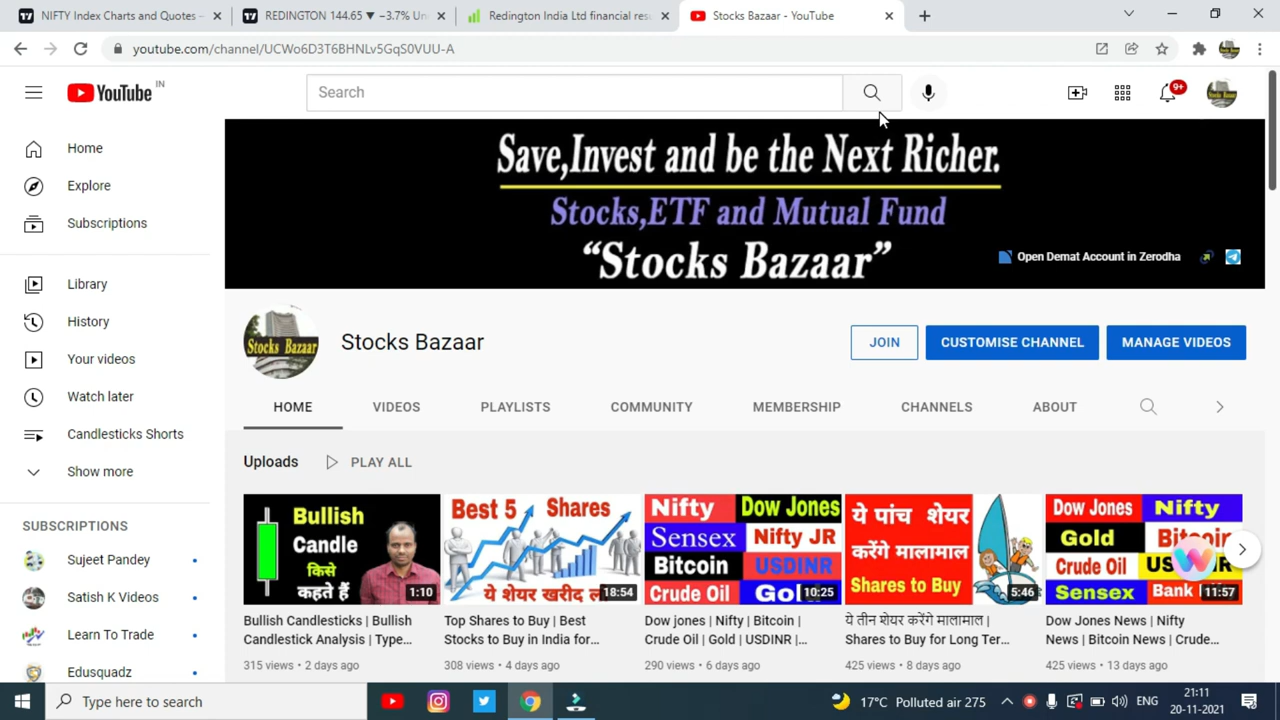 NIFTY Index Charts and Quotes –
REDINGTON 144.65 ▼ −3.7% Un
Redington India Ltd financial res
Stocks Bazaar - YouTube
youtube.com/channel/UCWo6D3T6BHNLv5GqS0VUU-A
YouTube IN
Search
9+
Home
Explore
Subscriptions
Library
History
Your videos
Watch later
Candlesticks Shorts
Show more
SUBSCRIPTIONS
Sujeet Pandey
Satish K Videos
Learn To Trade
Edusquadz
Save,Invest and be the Next Richer.
Stocks,ETF and Mutual Fund
“Stocks Bazaar”
Open Demat Account in Zerodha
Stocks Bazaar
Stocks Bazaar
JOIN
CUSTOMISE CHANNEL
MANAGE VIDEOS
HOME VIDEOS PLAYLISTS COMMUNITY MEMBERSHIP CHANNELS ABOUT
Uploads PLAY ALL
Bullish
Candle
किसे
कहते हैं
1:10
Bullish Candlesticks | Bullish
Candlestick Analysis | Type...
315 views • 2 days ago
Best 5 Shares
ये शेयर खरीद
18:54
Top Shares to Buy | Best
Stocks to Buy in India for...
308 views • 4 days ago
Nifty Dow Jones
Sensex Nifty JR
Bitcoin USDINR
Crude Oil Gol
10:25
Dow jones | Nifty | Bitcoin |
Crude Oil | Gold | USDINR |...
290 views • 6 days ago
ये पांच शेयर
करेंगे मालामाल
Shares to Buy
5:46
ये तीन शेयर करेंगे मालामाल |
Shares to Buy for Long Ter...
425 views • 8 days ago
Dow Jones Nifty
Gold Bitcoin
Crude Oil
Sensex Bank
11:57
Dow Jones News | Nifty
News | Bitcoin News | Crude...
425 views • 13 days ago
Type here to search
17°C Polluted air 275
ENG
21:11
20-11-2021